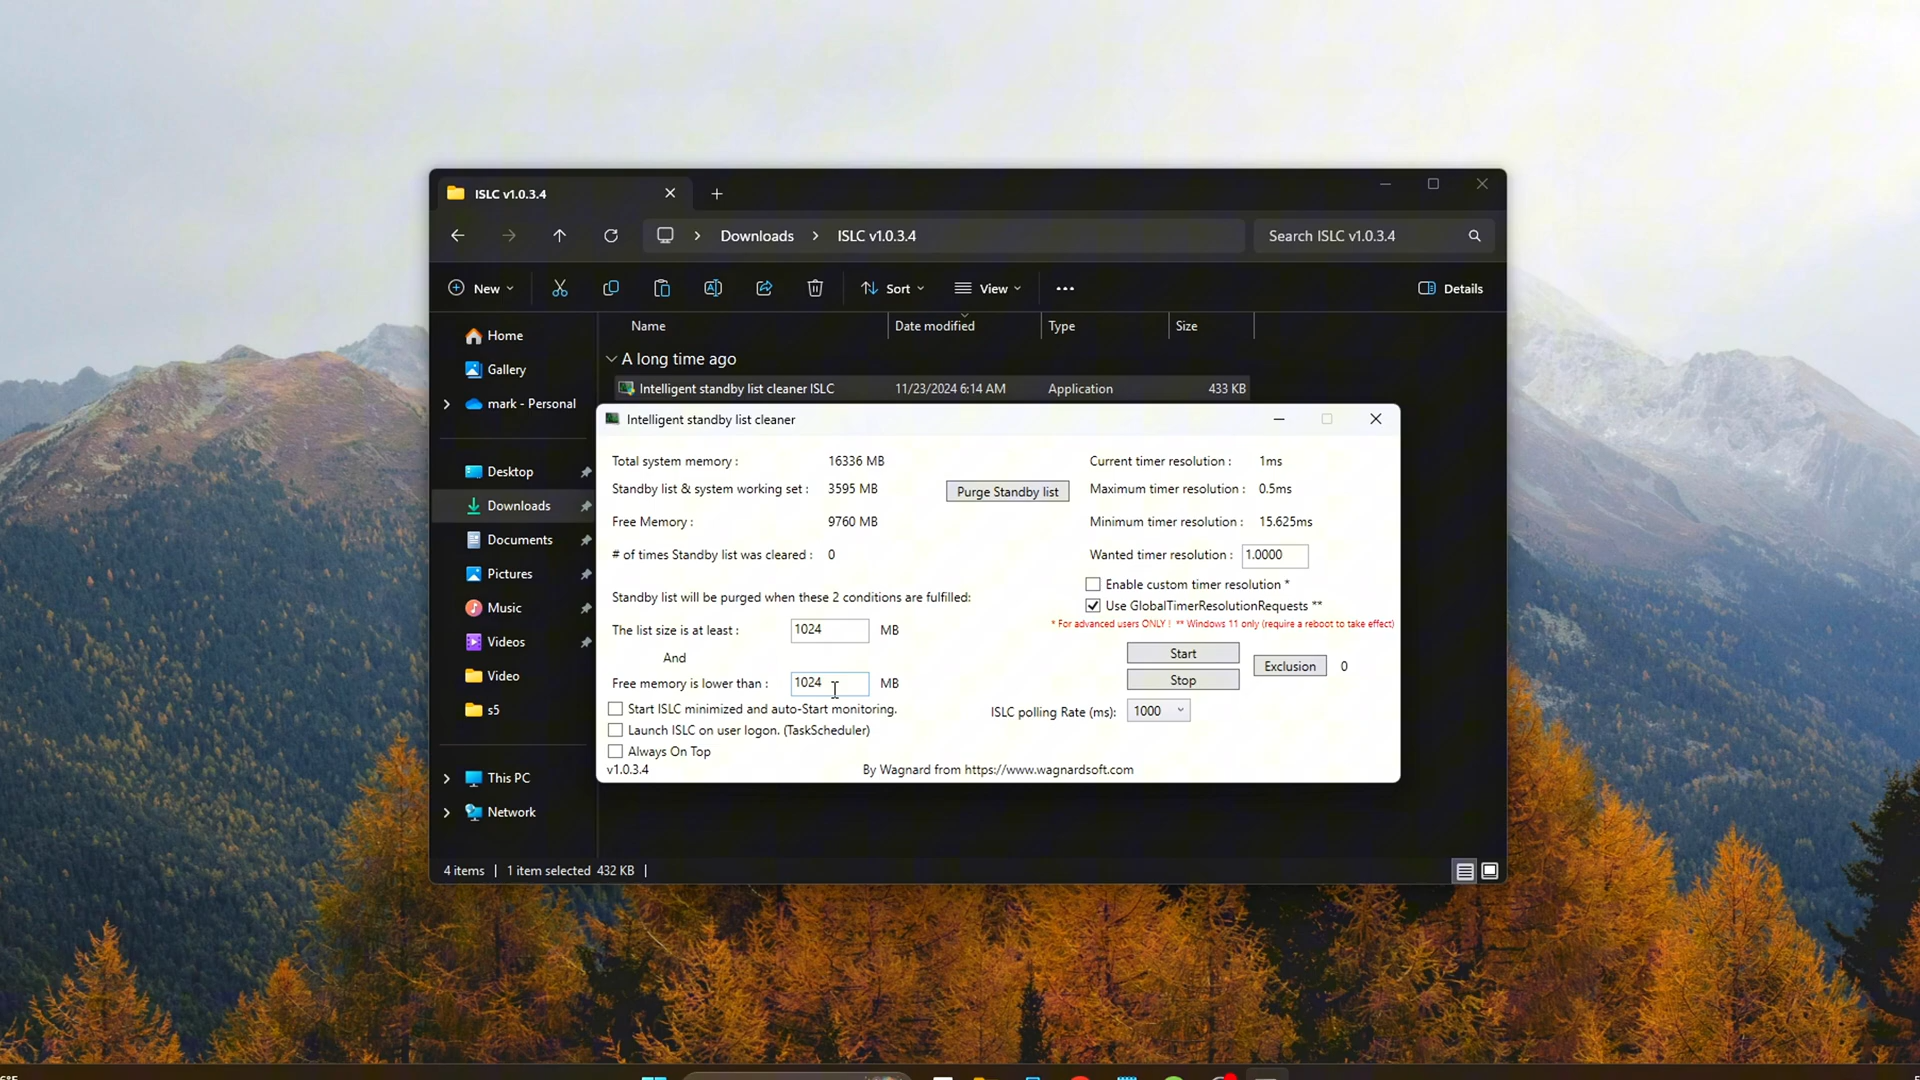 ISLC v1.0.3.4
Downloads
ISLC v1.0.3.4
Search ISLC v1.0.3.4
New
Sort
View
Details
Name
Date modified
Type
Size
Home
Gallery
mark - Personal
Desktop
Downloads
Documents
Pictures
Music
Videos
Video
s5
This PC
Network
A long time ago
Intelligent standby list cleaner ISLC 11/23/2024 6:14 AM Application 433 KB
Intelligent standby list cleaner
Total system memory : 16336 MB
Standby list & system working set : 3595 MB
Free Memory : 9760 MB
# of times Standby list was cleared : 0
Purge Standby list
Current timer resolution : 1ms
Maximum timer resolution : 0.5ms
Minimum timer resolution : 15.625ms
Wanted timer resolution : 1.0000
Enable custom timer resolution *
Use GlobalTimerResolutionRequests **
* For advanced users ONLY ! ** Windows 11 only (require a reboot to take effect)
Standby list will be purged when these 2 conditions are fulfilled:
The list size is at least : 1024 MB
And
Free memory is lower than : 1024 MB
Start
Stop
Exclusion 0
ISLC polling Rate (ms): 1000
Start ISLC minimized and auto-Start monitoring.
Launch ISLC on user logon. (TaskScheduler)
Always On Top
v1.0.3.4
By Wagnard from https://www.wagnardsoft.com
4 items
1 item selected 432 KB